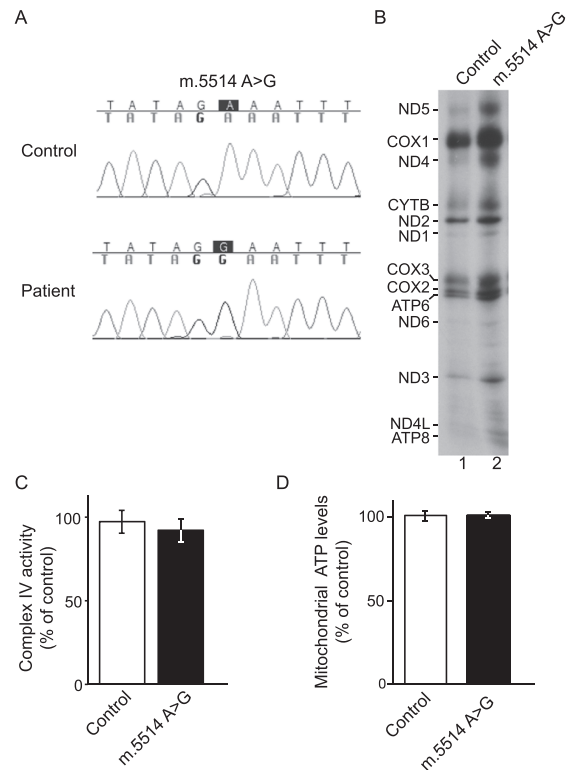 A
m.5514 A>G
T A T A G A A A T T T
T A T A G A A A T T T
Control
T A T A G G A A T T T
T A T A G G A A T T T
Patient
B
Control
m.5514 A>G
ND5
COX1
ND4
CYTB
ND2
ND1
COX3
COX2
ATP6
ND6
ND3
ND4L
ATP8
1 2
C
Complex IV activity
(% of control)
100
50
0
Control
m.5514 A>G
D
Mitochondrial ATP levels
(% of control)
100
50
0
Control
m.5514 A>G